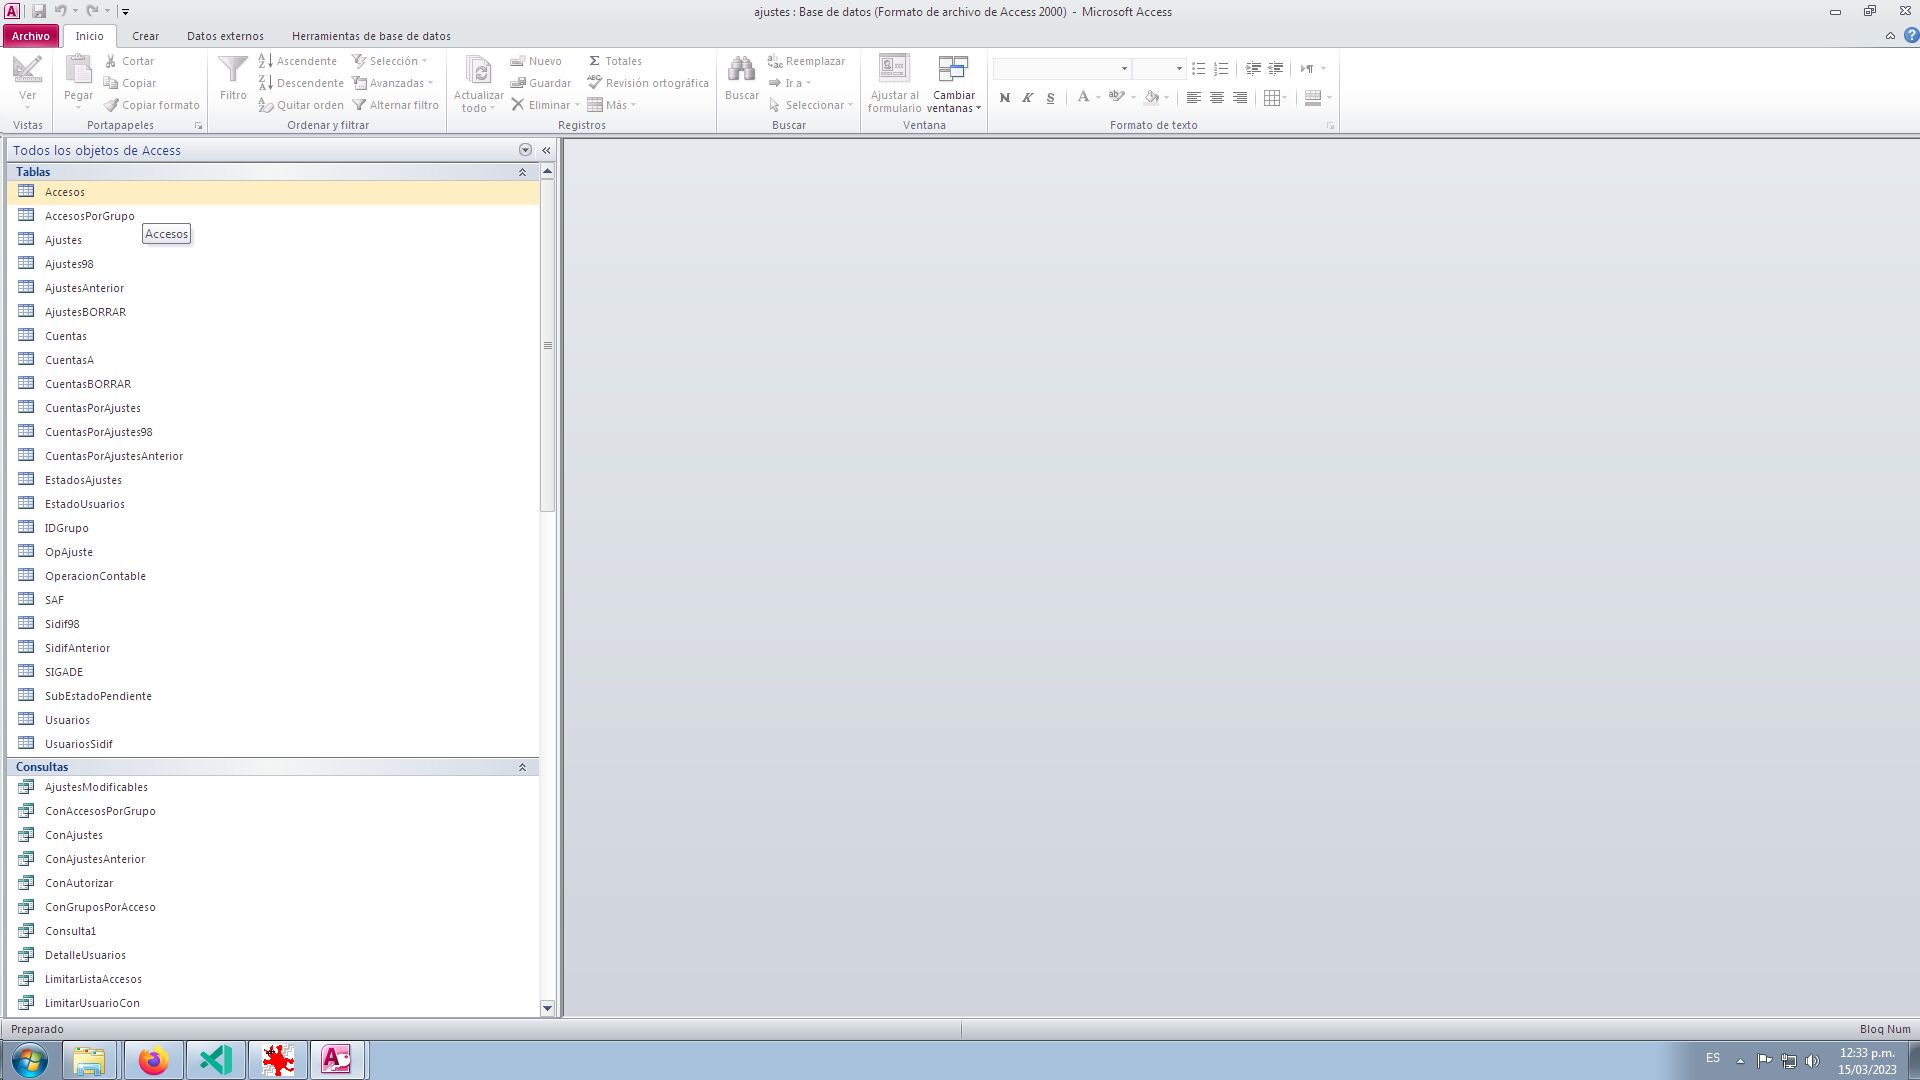 ajustes : Base de datos (Formato de archivo de Access 2000) - Microsoft Access
Archivo Inicio Crear Datos externos Herramientas de base de datos
Ver
Vistas
Pegar
Cortar
Copiar
Copiar formato
Portapapeles
Filtro
Ascendente
Descendente
Quitar orden
Selección
Avanzadas
Alternar filtro
Ordenar y filtrar
Actualizar
todo
Nuevo
Guardar
Eliminar
Totales
Revisión ortográfica
Más
Registros
Buscar
Reemplazar
Ir a
Seleccionar
Buscar
Ajustar al
formulario
Cambiar
ventanas
Ventana
N K S A
Formato de texto
Todos los objetos de Access
Tablas
Accesos
AccesosPorGrupo
Accesos
Ajustes
Ajustes98
AjustesAnterior
AjustesBORRAR
Cuentas
CuentasA
CuentasBORRAR
CuentasPorAjustes
CuentasPorAjustes98
CuentasPorAjustesAnterior
EstadosAjustes
EstadoUsuarios
IDGrupo
OpAjuste
OperacionContable
SAF
Sidif98
SidifAnterior
SIGADE
SubEstadoPendiente
Usuarios
UsuariosSidif
Consultas
AjustesModificables
ConAccesosPorGrupo
ConAjustes
ConAjustesAnterior
ConAutorizar
ConGruposPorAcceso
Consulta1
DetalleUsuarios
LimitarListaAccesos
LimitarUsuarioCon
Preparado
Bloq Num
ES
12:33 p.m.
15/03/2023